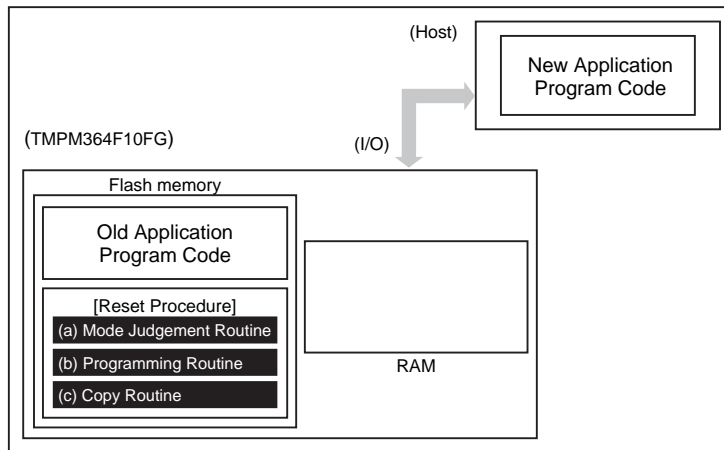 (Host)
New Application
Program Code
(TMPM364F10FG)
(I/O)
Flash memory
Old Application
Program Code
[Reset Procedure]
(a) Mode Judgement Routine
(b) Programming Routine
(c) Copy Routine
RAM